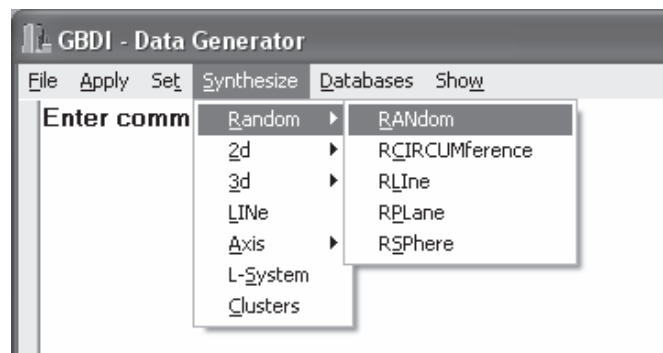 GBDI - Data Generator
File Apply Set Synthesize Databases Show
Enter comm
Random
2d
3d
LINe
Axis
L-System
Clusters
RANdom
RCIRCUMference
RLIne
RPLane
RSPhere